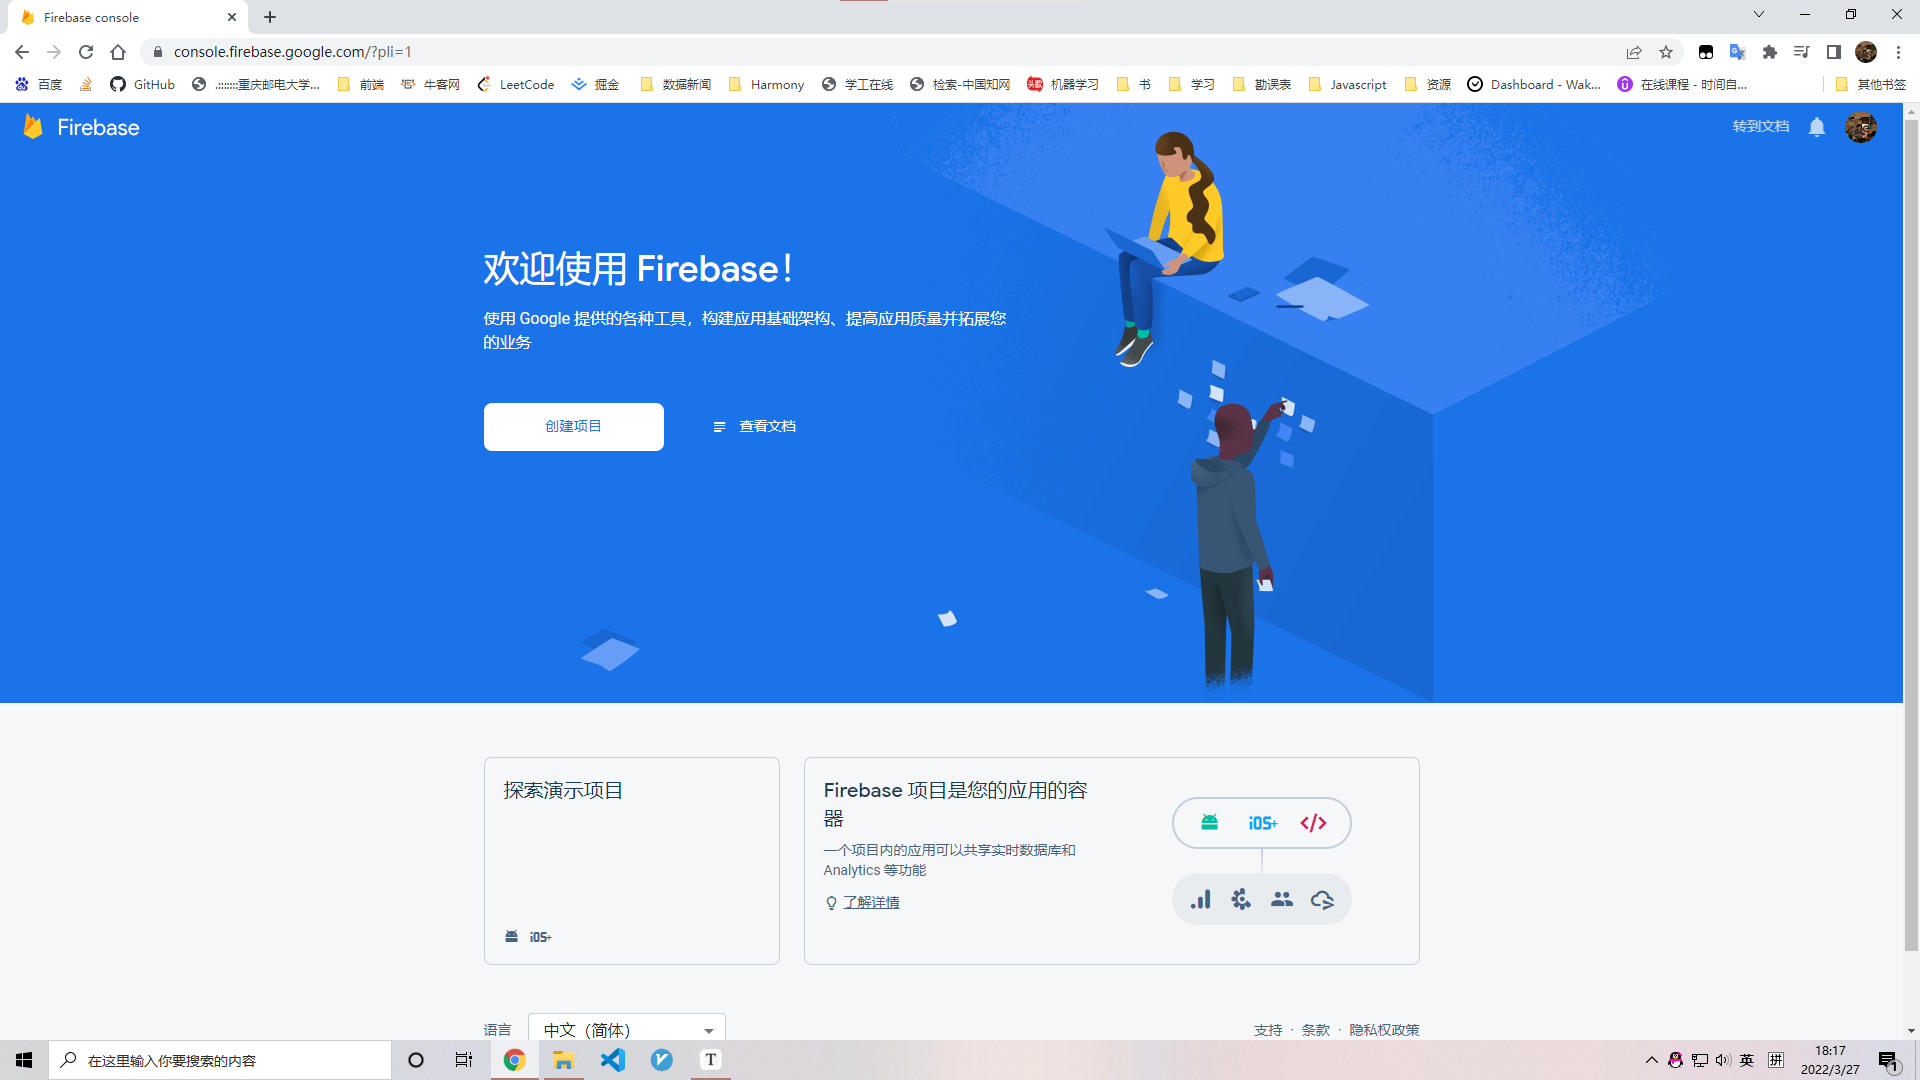 Firebase console
console.firebase.google.com/?pli=1
百度
GitHub
.:::::::重庆邮电大学...
前端
牛客网
LeetCode
掘金
数据新闻
Harmony
学工在线
检索-中国知网
机器学习
书
学习
勘误表
Javascript
资源
Dashboard - Wak...
在线课程 - 时间自...
其他书签
Firebase
转到文档
欢迎使用 Firebase！
使用 Google 提供的各种工具，构建应用基础架构、提高应用质量并拓展您
的业务
创建项目
查看文档
探索演示项目
iOS+
Firebase 项目是您的应用的容
器
一个项目内的应用可以共享实时数据库和
Analytics 等功能
了解详情
iOS+
语言
中文（简体）
支持 · 条款 · 隐私权政策
在这里输入你要搜索的内容
T
英
拼
18:17
2022/3/27
1